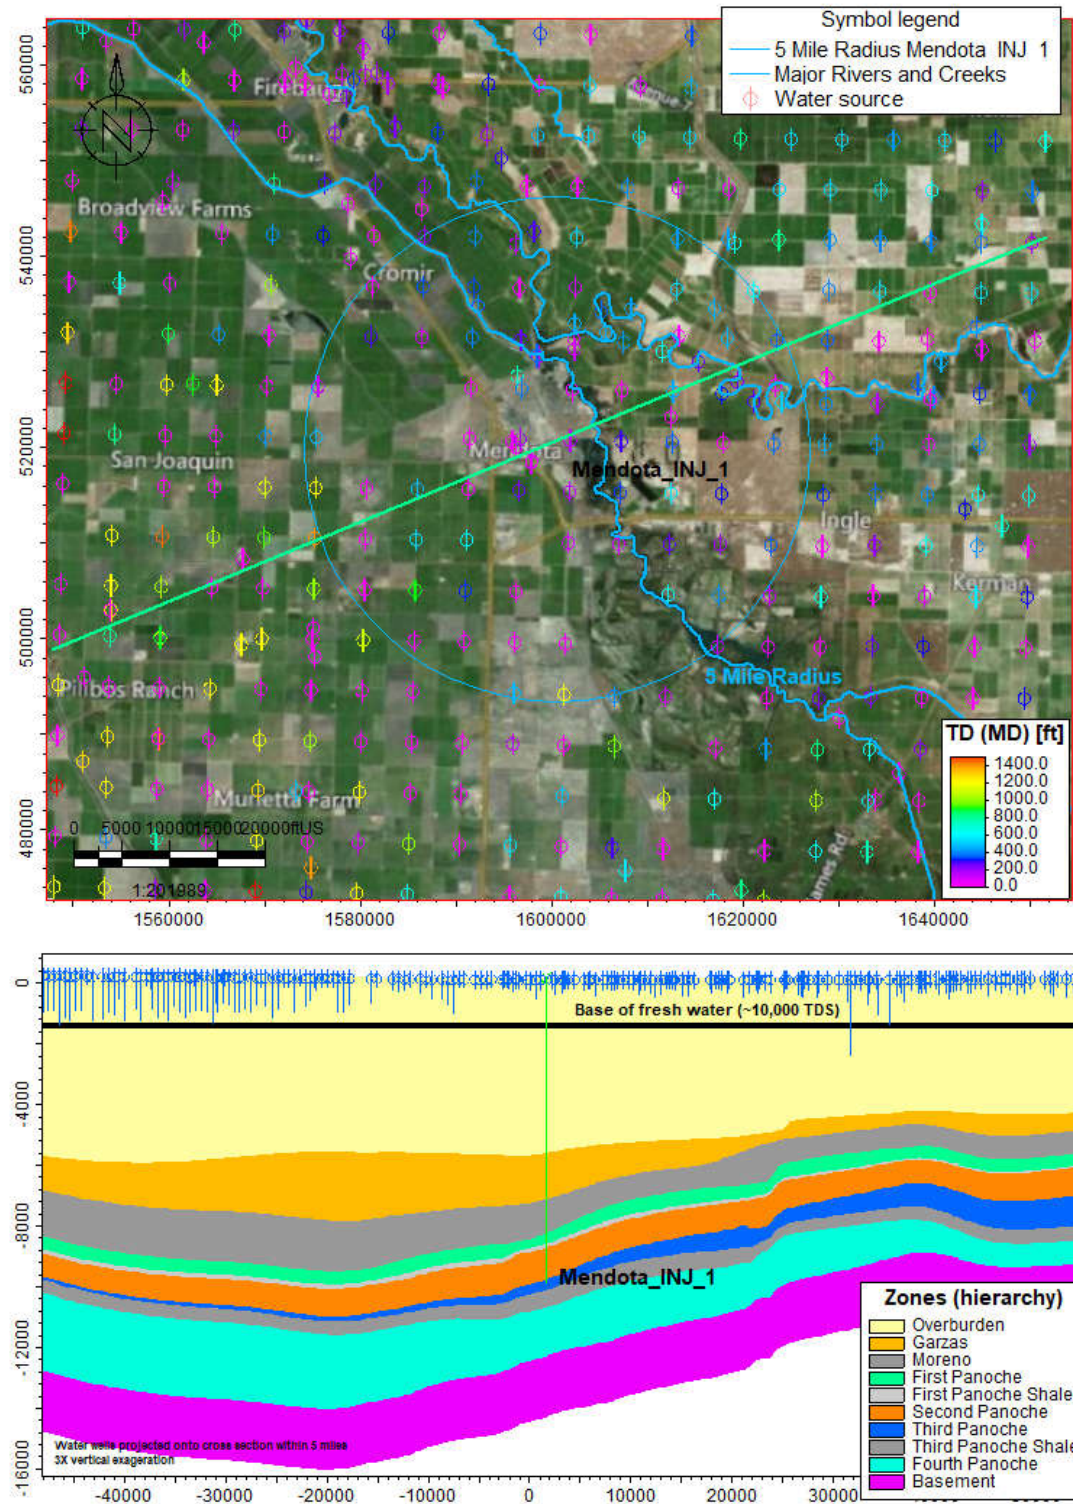 Symbol legend
5 Mile Radius Mendota INJ 1
Major Rivers and Creeks
Water source
560000
540000
520000
500000
480000
N
Broadview Farms
Cromir
San Joaquin
Mendota
Mendota_INJ_1
Ingle
Kerman
5 Mile Radius
Pilibos Ranch
Murietta Farm
James Rd
TD (MD) [ft]
1400.0
1200.0
1000.0
800.0
600.0
400.0
200.0
0.0
0 5000 10000 15000 20000ftUS
1:201989
1560000 1580000 1600000 1620000 1640000
0
-4000
-8000
-12000
-16000
Base of fresh water (~10,000 TDS)
Mendota_INJ_1
Water wells projected onto cross section within 5 miles
3X vertical exageration
Zones (hierarchy)
Overburden
Garzas
Moreno
First Panoche
First Panoche Shale
Second Panoche
Third Panoche
Third Panoche Shale
Fourth Panoche
Basement
-40000 -30000 -20000 -10000 0 10000 20000 30000